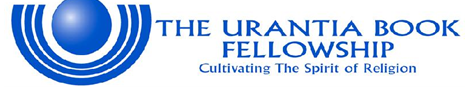 THE URANTIA BOOK
FELLOWSHIP
Cultivating The Spirit of Religion